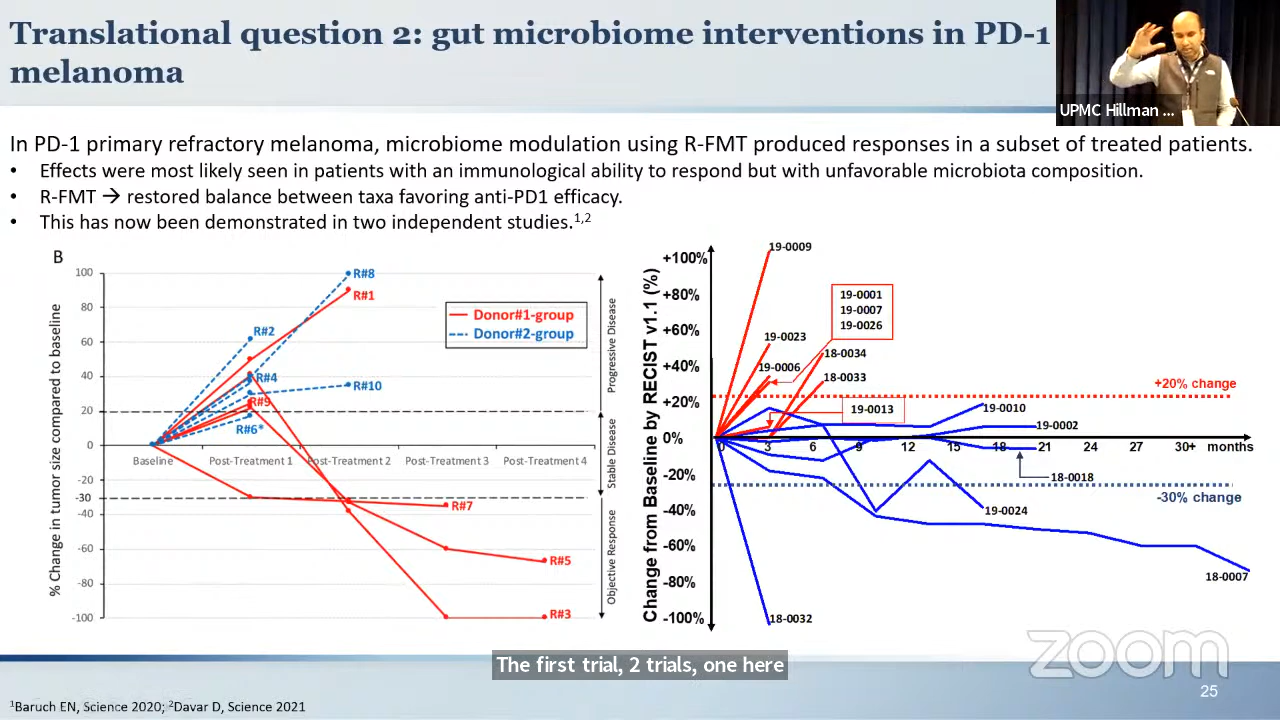 Translational question 2: gut microbiome interventions in PD-1
melanoma
UPMC Hillman ...
In PD-1 primary refractory melanoma, microbiome modulation using R-FMT produced responses in a subset of treated patients.
• Effects were most likely seen in patients with an immunological ability to respond but with unfavorable microbiota composition.
• R-FMT → restored balance between taxa favoring anti-PD1 efficacy.
• This has now been demonstrated in two independent studies.1,2
B
% Change in tumor size compared to baseline
100
80
60
40
20
0
-20
-30
-40
-60
-80
-100
Baseline
Post-Treatment 1
Post-Treatment 2
Post-Treatment 3
Post-Treatment 4
R#8
R#1
R#2
R#4
R#10
R#9
R#6*
R#7
R#5
R#3
Donor#1-group
Donor#2-group
Progressive Disease
Stable Disease
Objective Response
Change from Baseline by RECIST v1.1 (%)
+100%
+80%
+60%
+40%
+20%
0%
-20%
-40%
-60%
-80%
-100%
0 3 6 9 12 15 18 21 24 27 30+ months
19-0009
19-0001
19-0007
19-0026
19-0023
18-0034
19-0006
18-0033
+20% change
19-0013
19-0010
19-0002
18-0018
-30% change
19-0024
18-0007
18-0032
zoom
The first trial, 2 trials, one here
25
1Baruch EN, Science 2020; 2Davar D, Science 2021